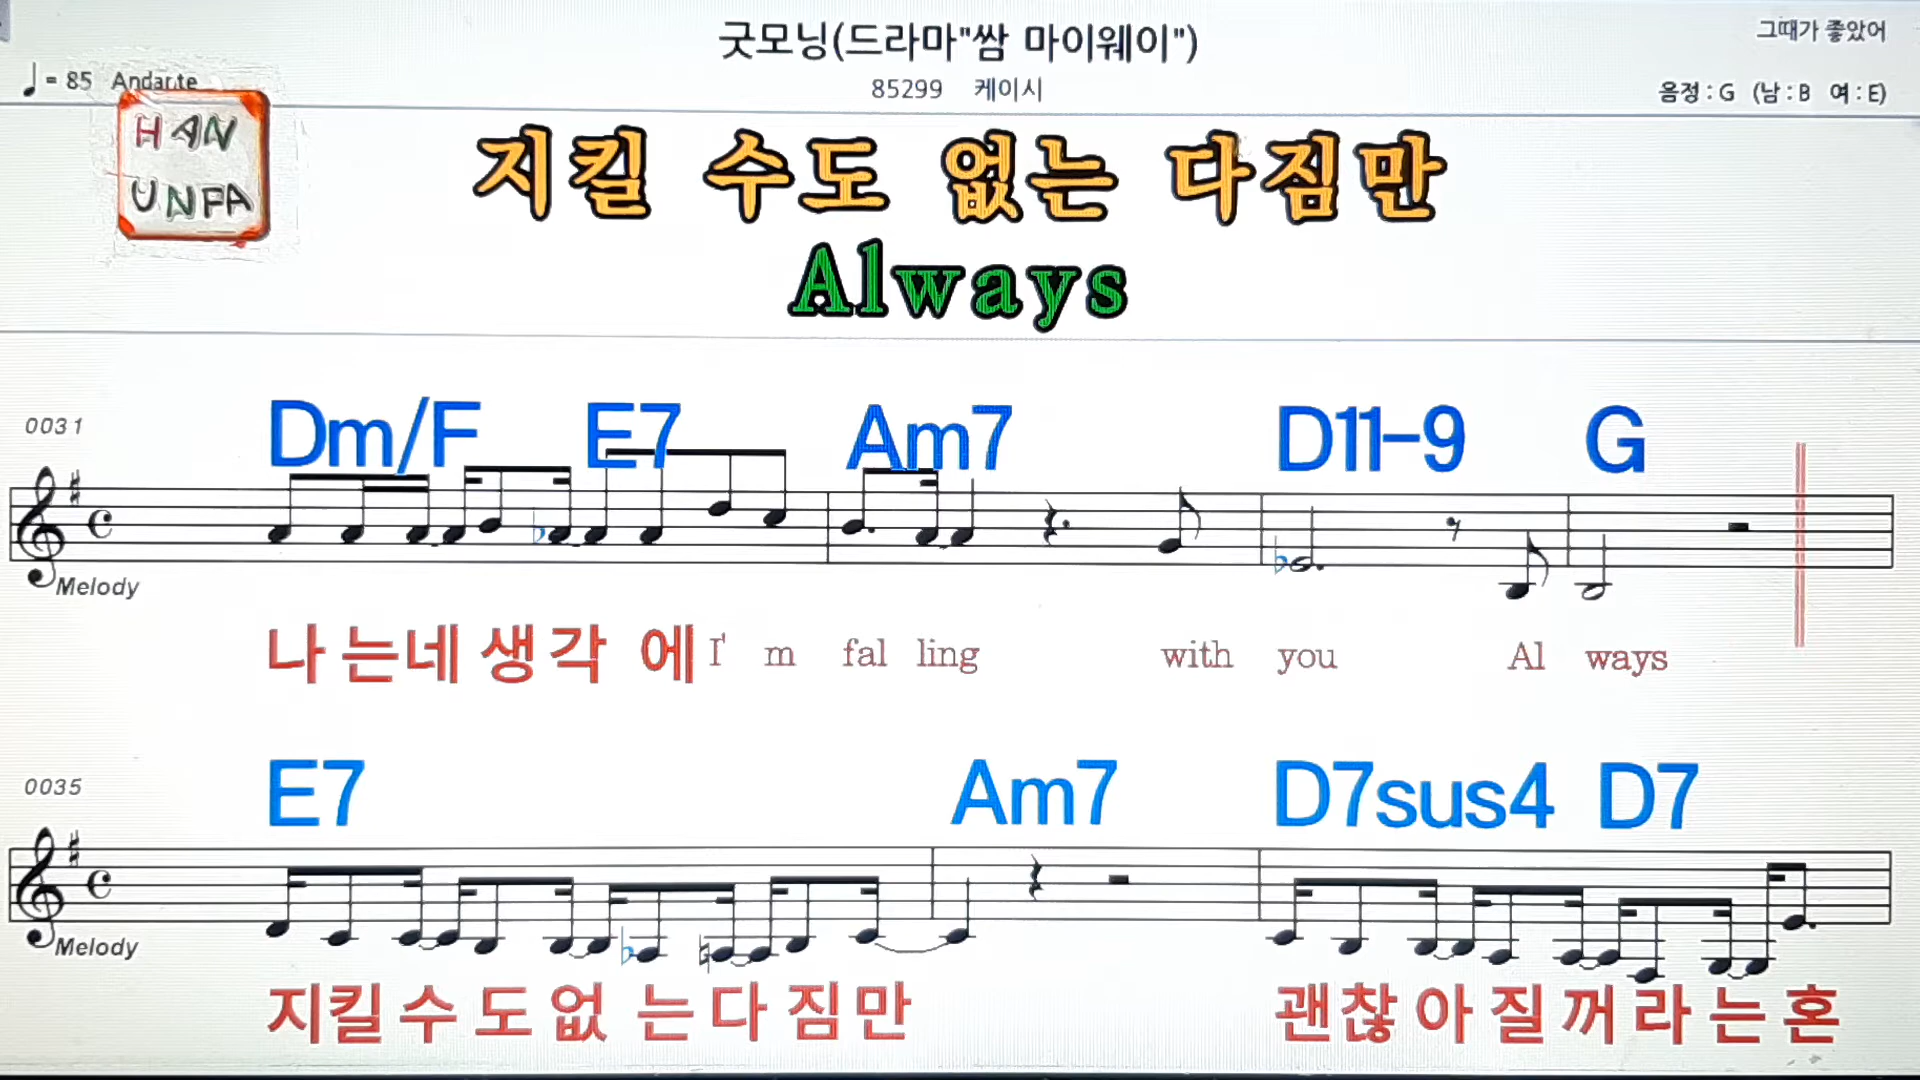 굿모닝(드라마"쌈 마이웨이")
그때가 좋았어
♩ = 85 Andante
85299 케이시
음정 : G (남 : B 여 : E)
HAN
UNPA
지킬 수도 없는 다짐만
Always
0031
Dm/F E7 Am7 D11-9 G
Melody
나 는 네 생 각 에 I' m fal ling with you Al ways
0035
E7 Am7 D7sus4 D7
Melody
지 킬 수 도 없 는 다 짐 만 괜 찮 아 질 꺼 라 는 혼